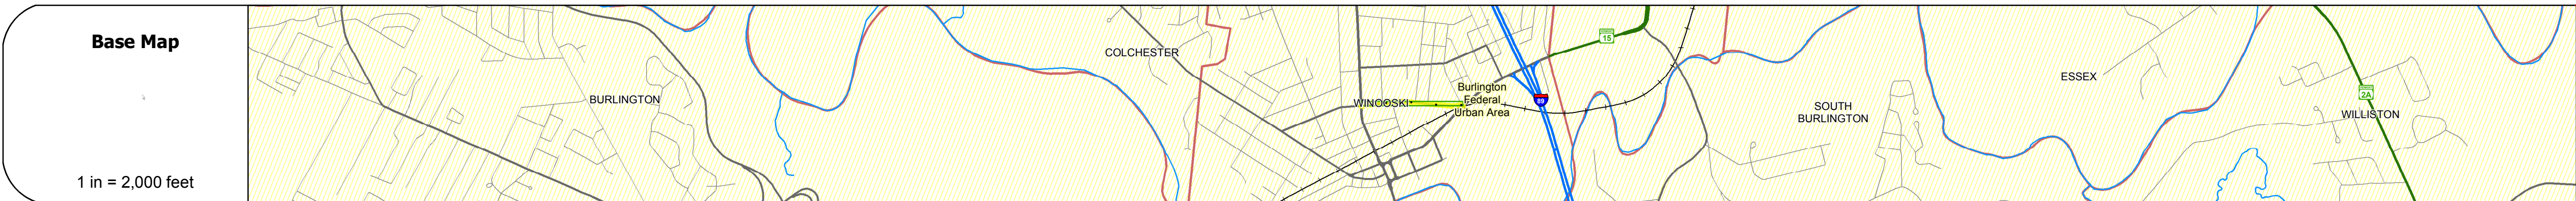 Base Map
1 in = 2,000 feet
BURLINGTON
COLCHESTER
WINOOSKI
Burlington
Federal
Urban Area
89
15
SOUTH
BURLINGTON
ESSEX
2A
WILLISTON